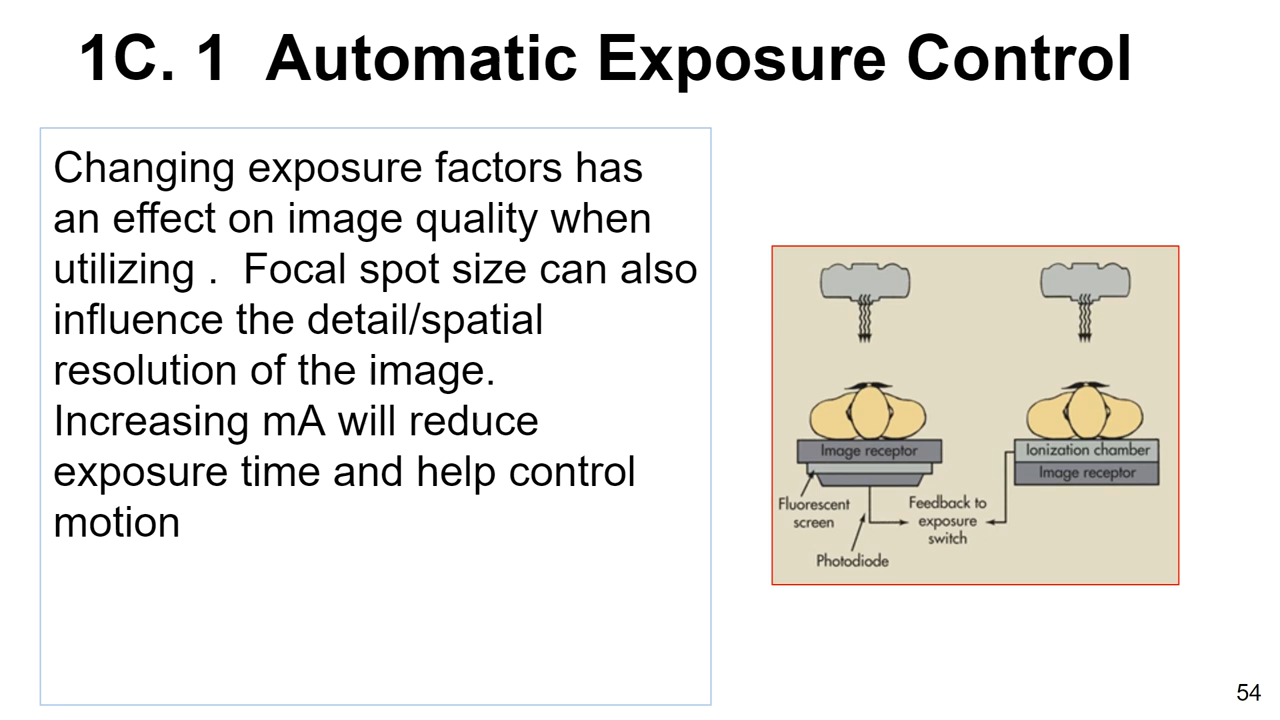 1C. 1  Automatic Exposure Control
Changing exposure factors has
an effect on image quality when
utilizing .  Focal spot size can also
influence the detail/spatial
resolution of the image.
Increasing mA will reduce
exposure time and help control
motion
Image receptor
Fluorescent
screen
Photodiode
Feedback to
exposure
switch
Ionization chamber
Image receptor
54